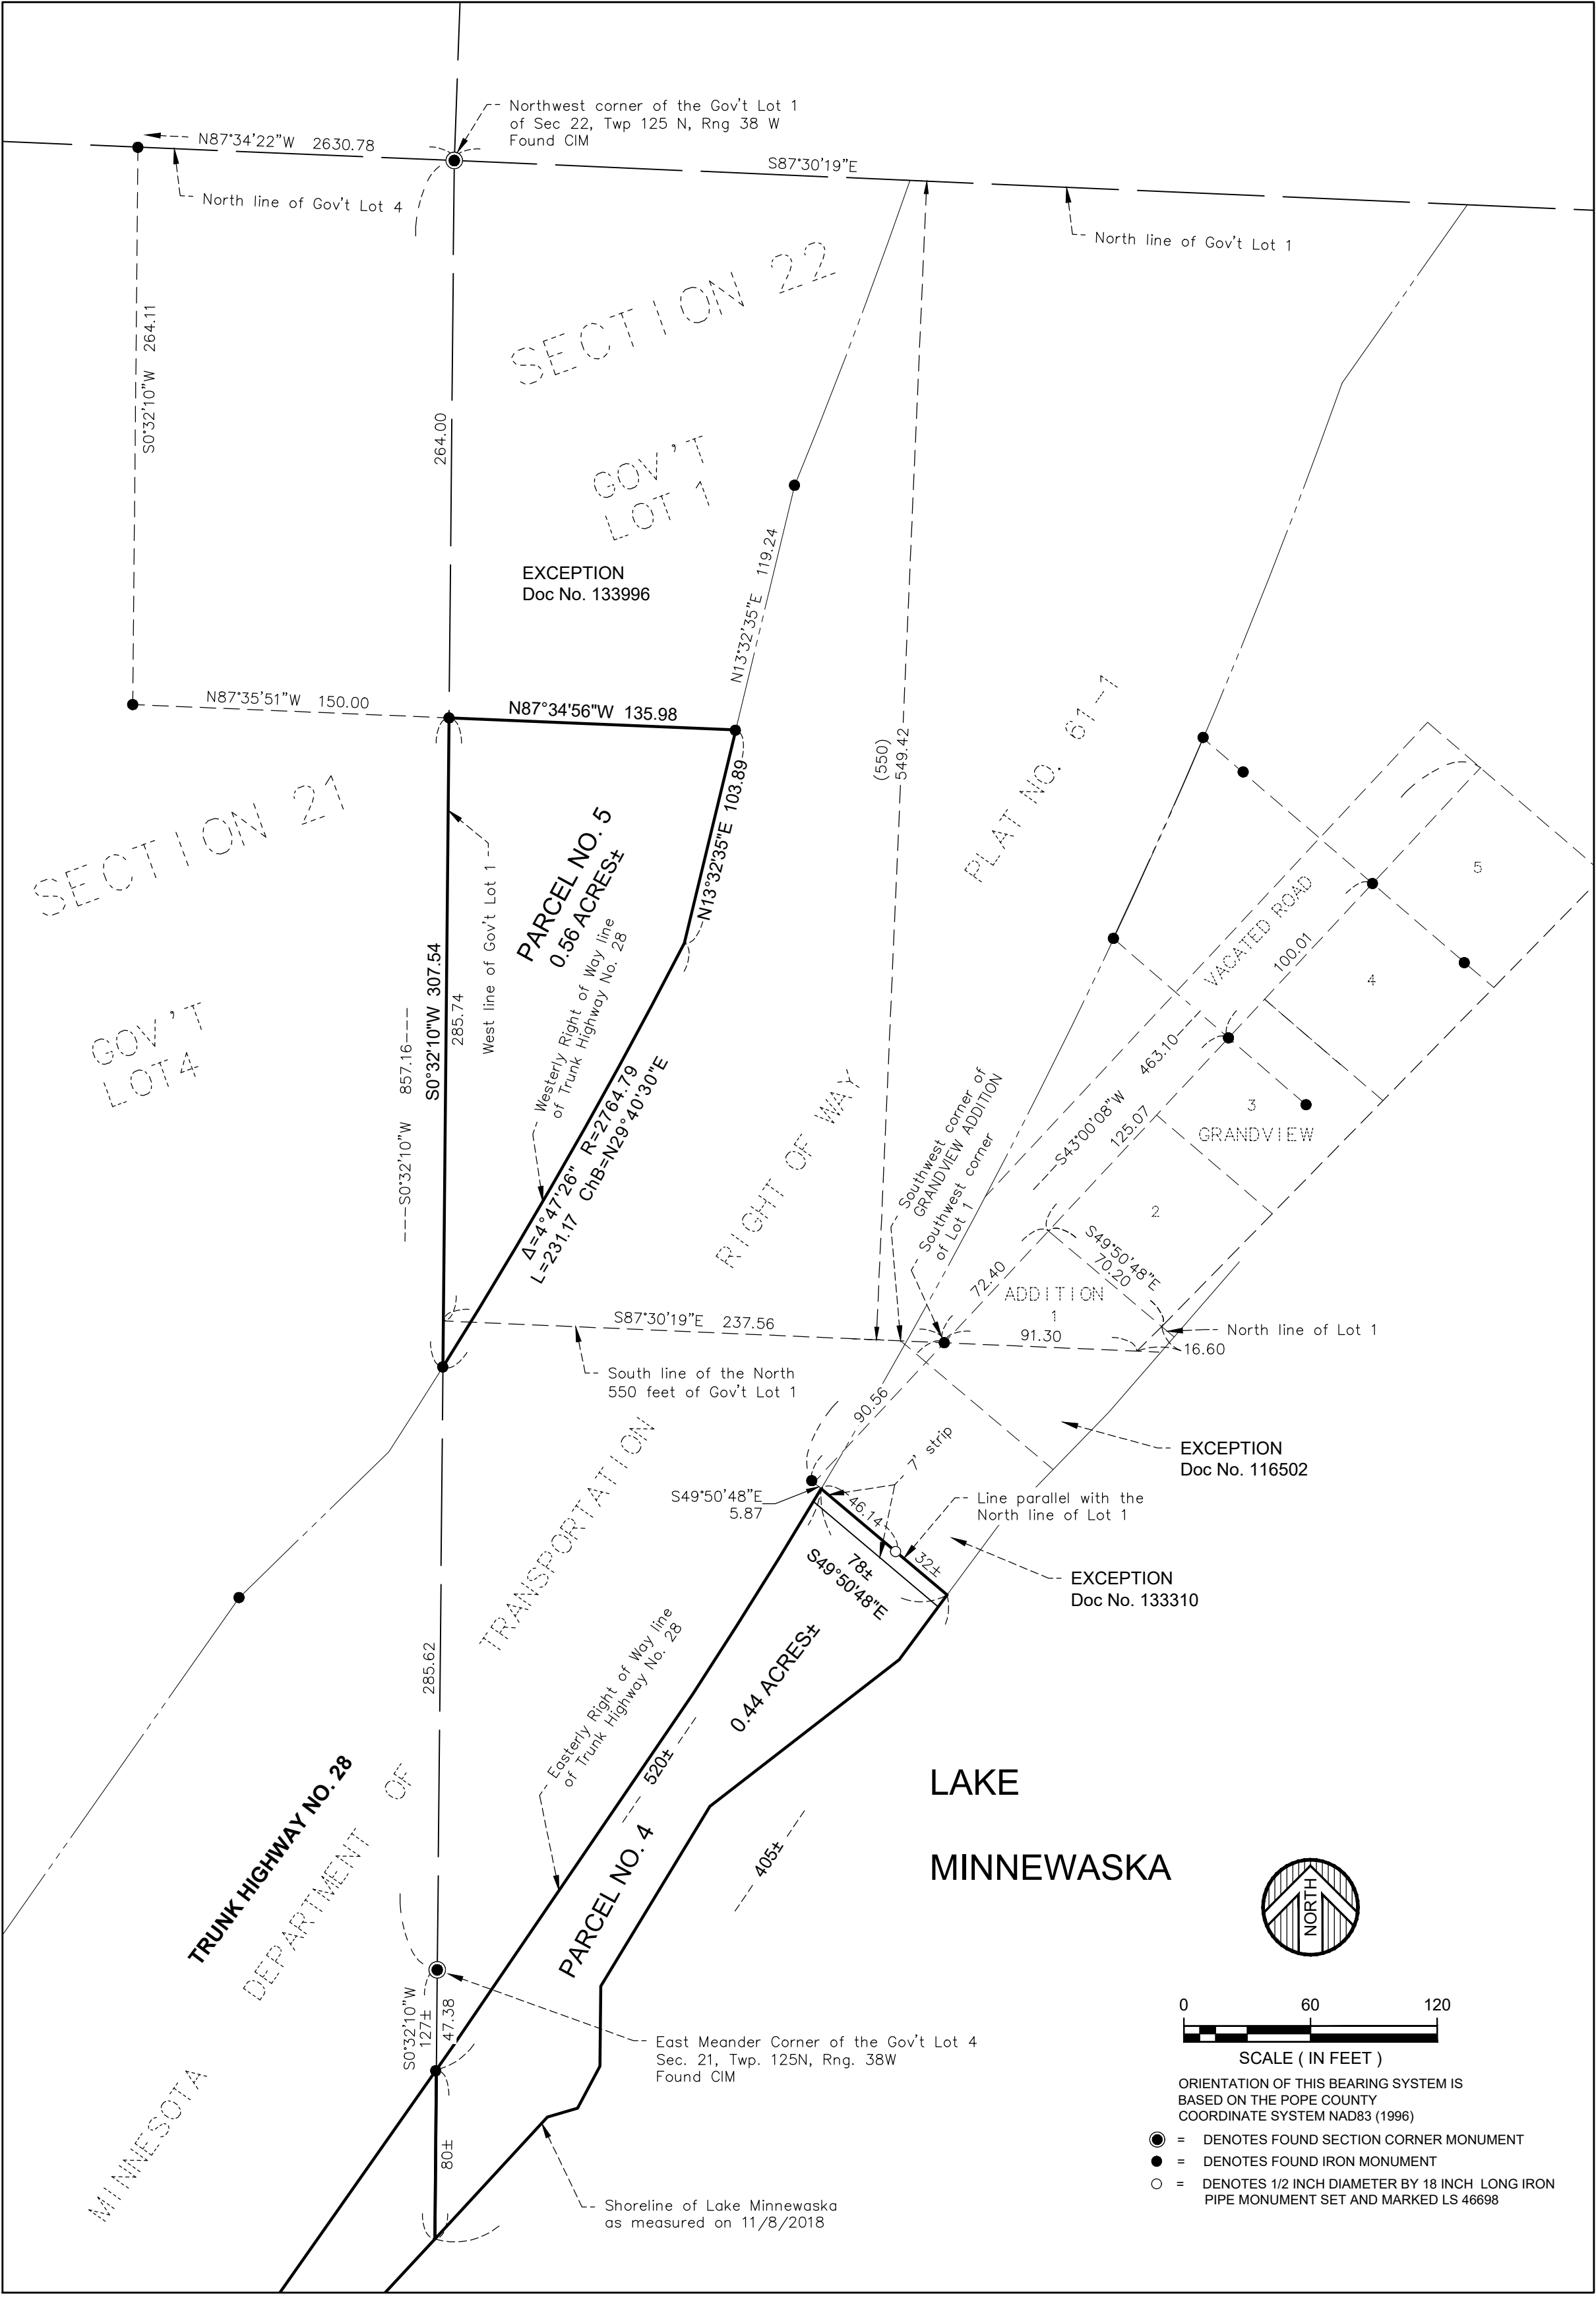 Northwest corner of the Gov't Lot 1
of Sec 22, Twp 125 N, Rng 38 W
Found CIM
N87°34'22"W 2630.78
S87°30'19"E
North line of Gov't Lot 4
North line of Gov't Lot 1
SECTION 22
S0°32'10"W 264.11
264.00
GOV'T
LOT 1
EXCEPTION
Doc No. 133996
N13°32'35"E 119.24
N87°35'51"W 150.00
N87°34'56"W 135.98
(550)
549.42
PLAT NO. 61-1
SECTION 21
GOV'T
LOT 4
PARCEL NO. 5
0.56 ACRES±
N13°32'35"E 103.89
West line of Gov't Lot 1
Westerly Right of Way line
of Trunk Highway No. 28
S0°32'10"W 307.54
285.74
S0°32'10"W 857.16
Δ=4°47'26" R=2764.79
L=231.17 ChB=N29°40'30"E
RIGHT OF WAY
VACATED ROAD
5
4
100.01
S43°00'08"W 463.10
125.07
3
GRANDVIEW
2
Southwest corner of
GRANDVIEW ADDITION
Southwest corner
of Lot 1
S49°50'48"E
70.20
72.40
ADDITION
1
S87°30'19"E 237.56
91.30
North line of Lot 1
16.60
South line of the North
550 feet of Gov't Lot 1
90.56
7' strip
EXCEPTION
Doc No. 116502
S49°50'48"E
5.87
46.14
32±
Line parallel with the
North line of Lot 1
78±
S49°50'48"E
EXCEPTION
Doc No. 133310
TRANSPORTATION
285.62
Easterly Right of Way line
of Trunk Highway No. 28
0.44 ACRES±
520±
PARCEL NO. 4
405±
LAKE
MINNEWASKA
TRUNK HIGHWAY NO. 28
OF
DEPARTMENT
MINNESOTA
S0°32'10"W
127±
47.38
80±
East Meander Corner of the Gov't Lot 4
Sec. 21, Twp. 125N, Rng. 38W
Found CIM
Shoreline of Lake Minnewaska
as measured on 11/8/2018
NORTH
0 60 120
SCALE ( IN FEET )
ORIENTATION OF THIS BEARING SYSTEM IS
BASED ON THE POPE COUNTY
COORDINATE SYSTEM NAD83 (1996)
= DENOTES FOUND SECTION CORNER MONUMENT
= DENOTES FOUND IRON MONUMENT
= DENOTES 1/2 INCH DIAMETER BY 18 INCH LONG IRON
PIPE MONUMENT SET AND MARKED LS 46698